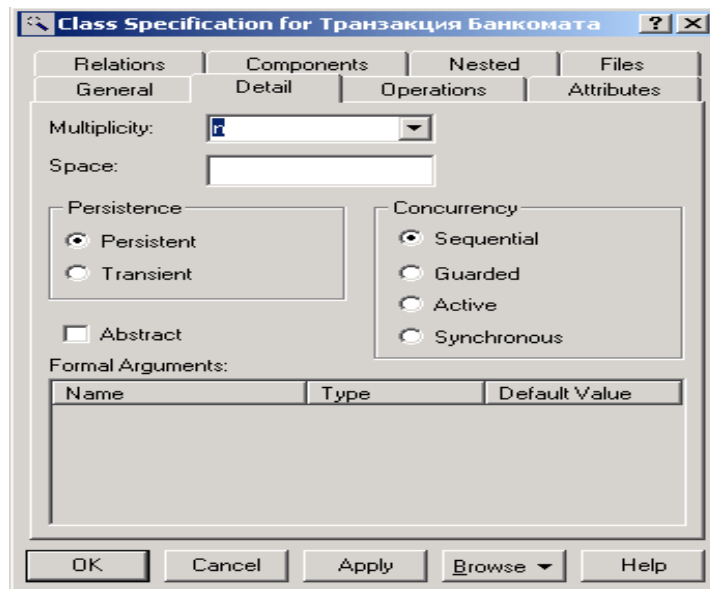 Class Specification for Транзакция Банкомата
Relations Components Nested Files
General Detail Operations Attributes
Multiplicity: n
Space:
Persistence Concurrency
Persistent Sequential
Transient Guarded
Active
Abstract Synchronous
Formal Arguments:
Name Type Default Value
OK Cancel Apply Browse Help